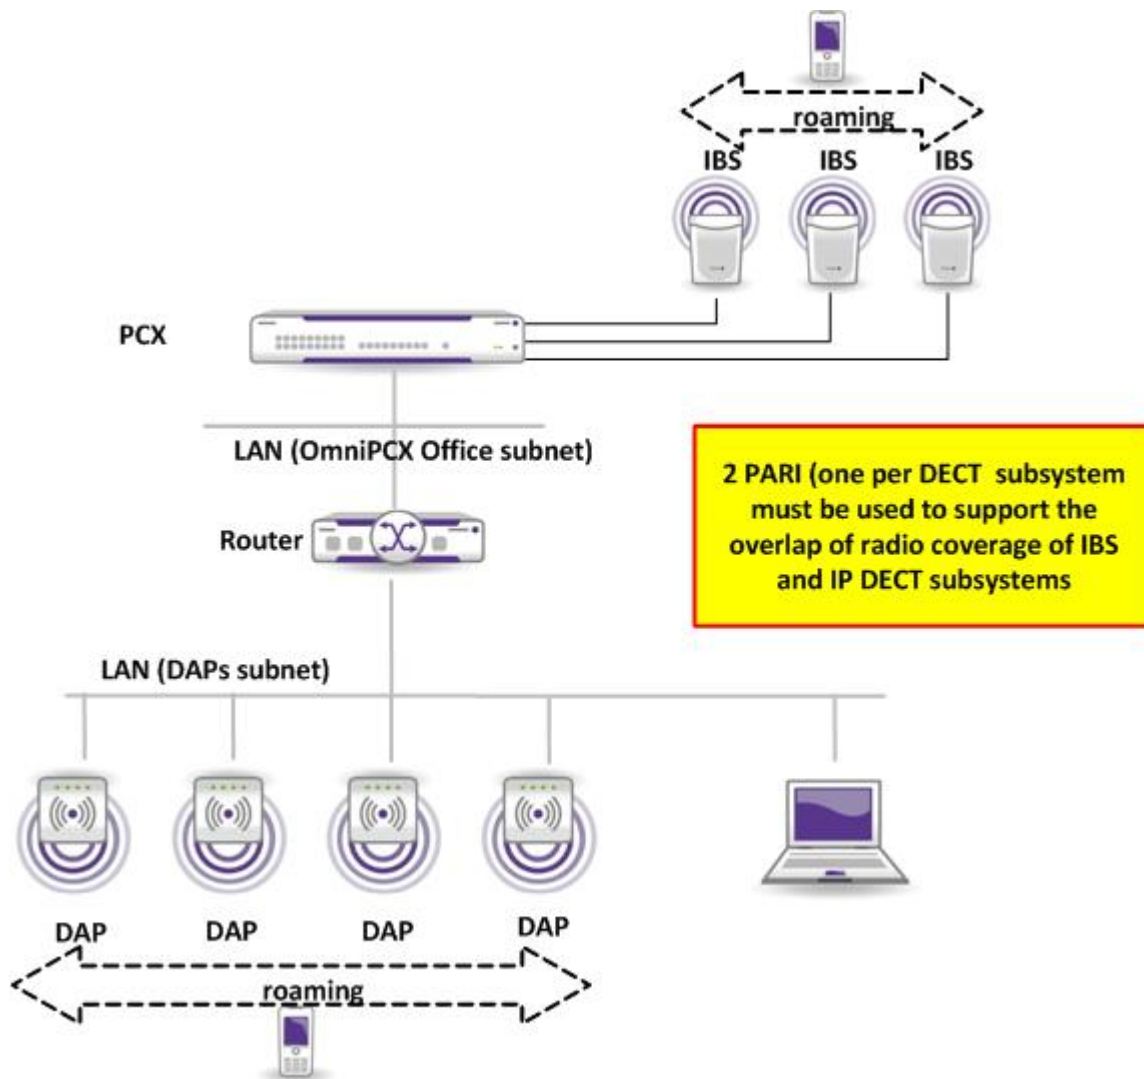 roaming
IBS IBS IBS
PCX
LAN (OmniPCX Office subnet)
2 PARI (one per DECT subsystem
must be used to support the
overlap of radio coverage of IBS
and IP DECT subsystems
Router
LAN (DAPs subnet)
DAP DAP DAP DAP
roaming